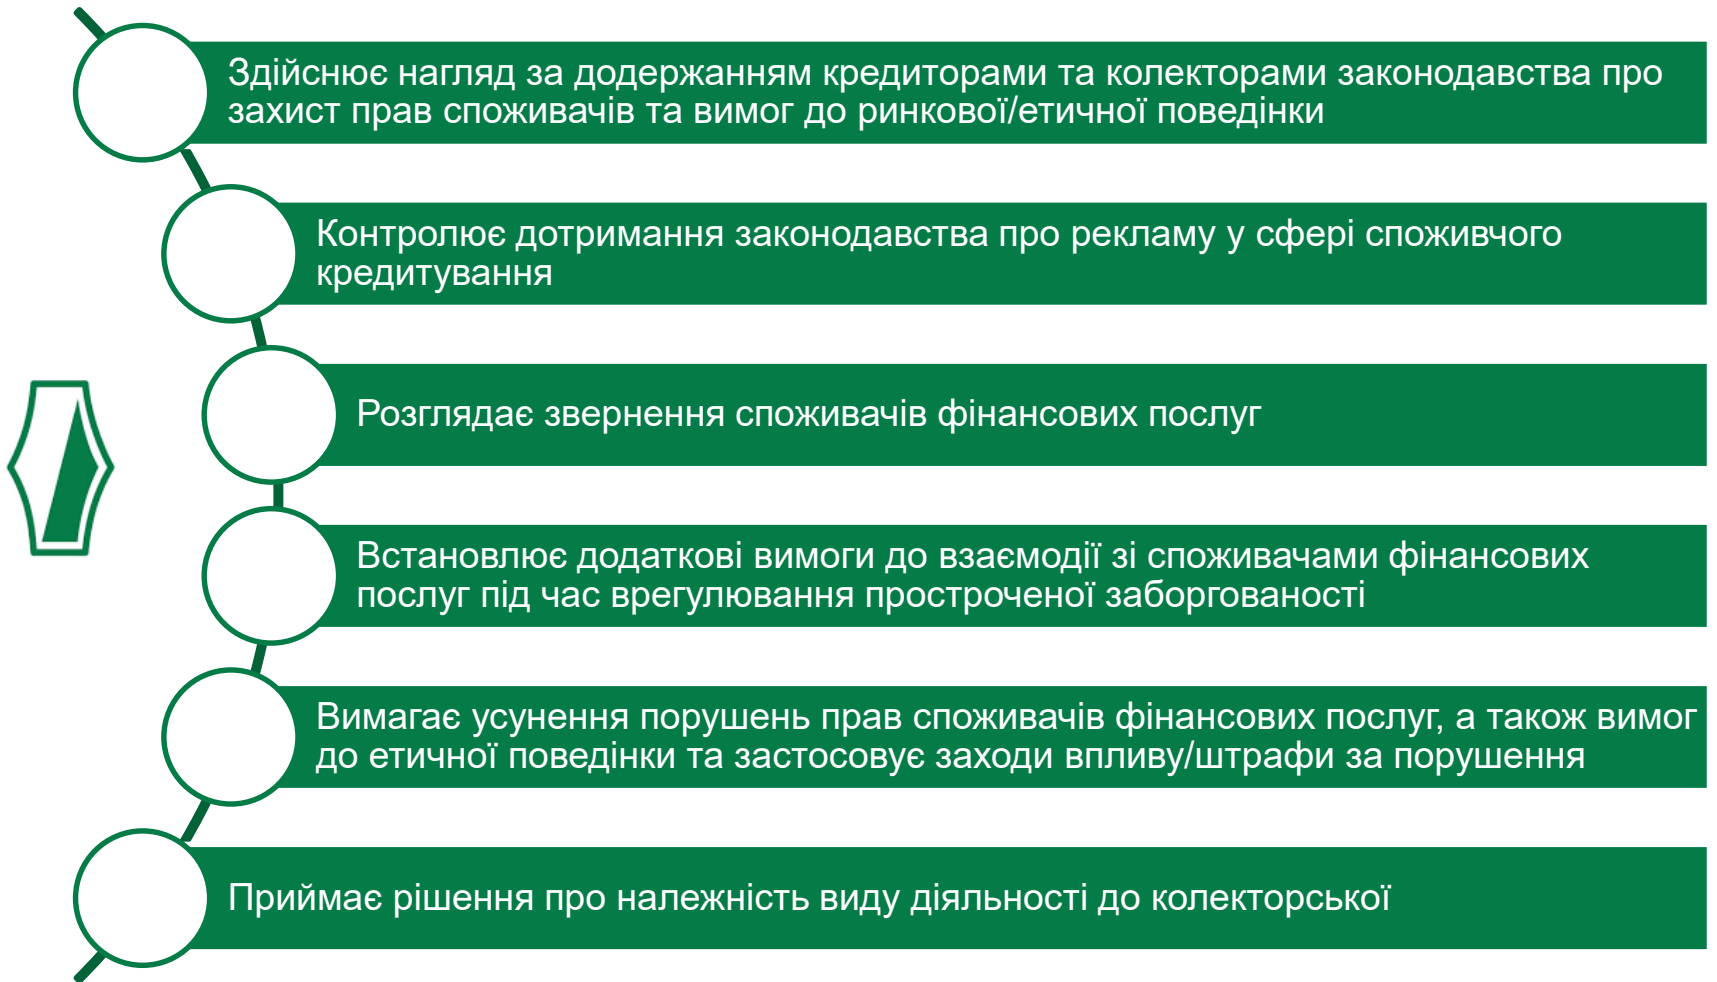 Здійснює нагляд за додержанням кредиторами та колекторами законодавства про
захист прав споживачів та вимог до ринкової/етичної поведінки
Контролює дотримання законодавства про рекламу у сфері споживчого
кредитування
Розглядає звернення споживачів фінансових послуг
Встановлює додаткові вимоги до взаємодії зі споживачами фінансових
послуг під час врегулювання простроченої заборгованості
Вимагає усунення порушень прав споживачів фінансових послуг, а також вимог
до етичної поведінки та застосовує заходи впливу/штрафи за порушення
Приймає рішення про належність виду діяльності до колекторської